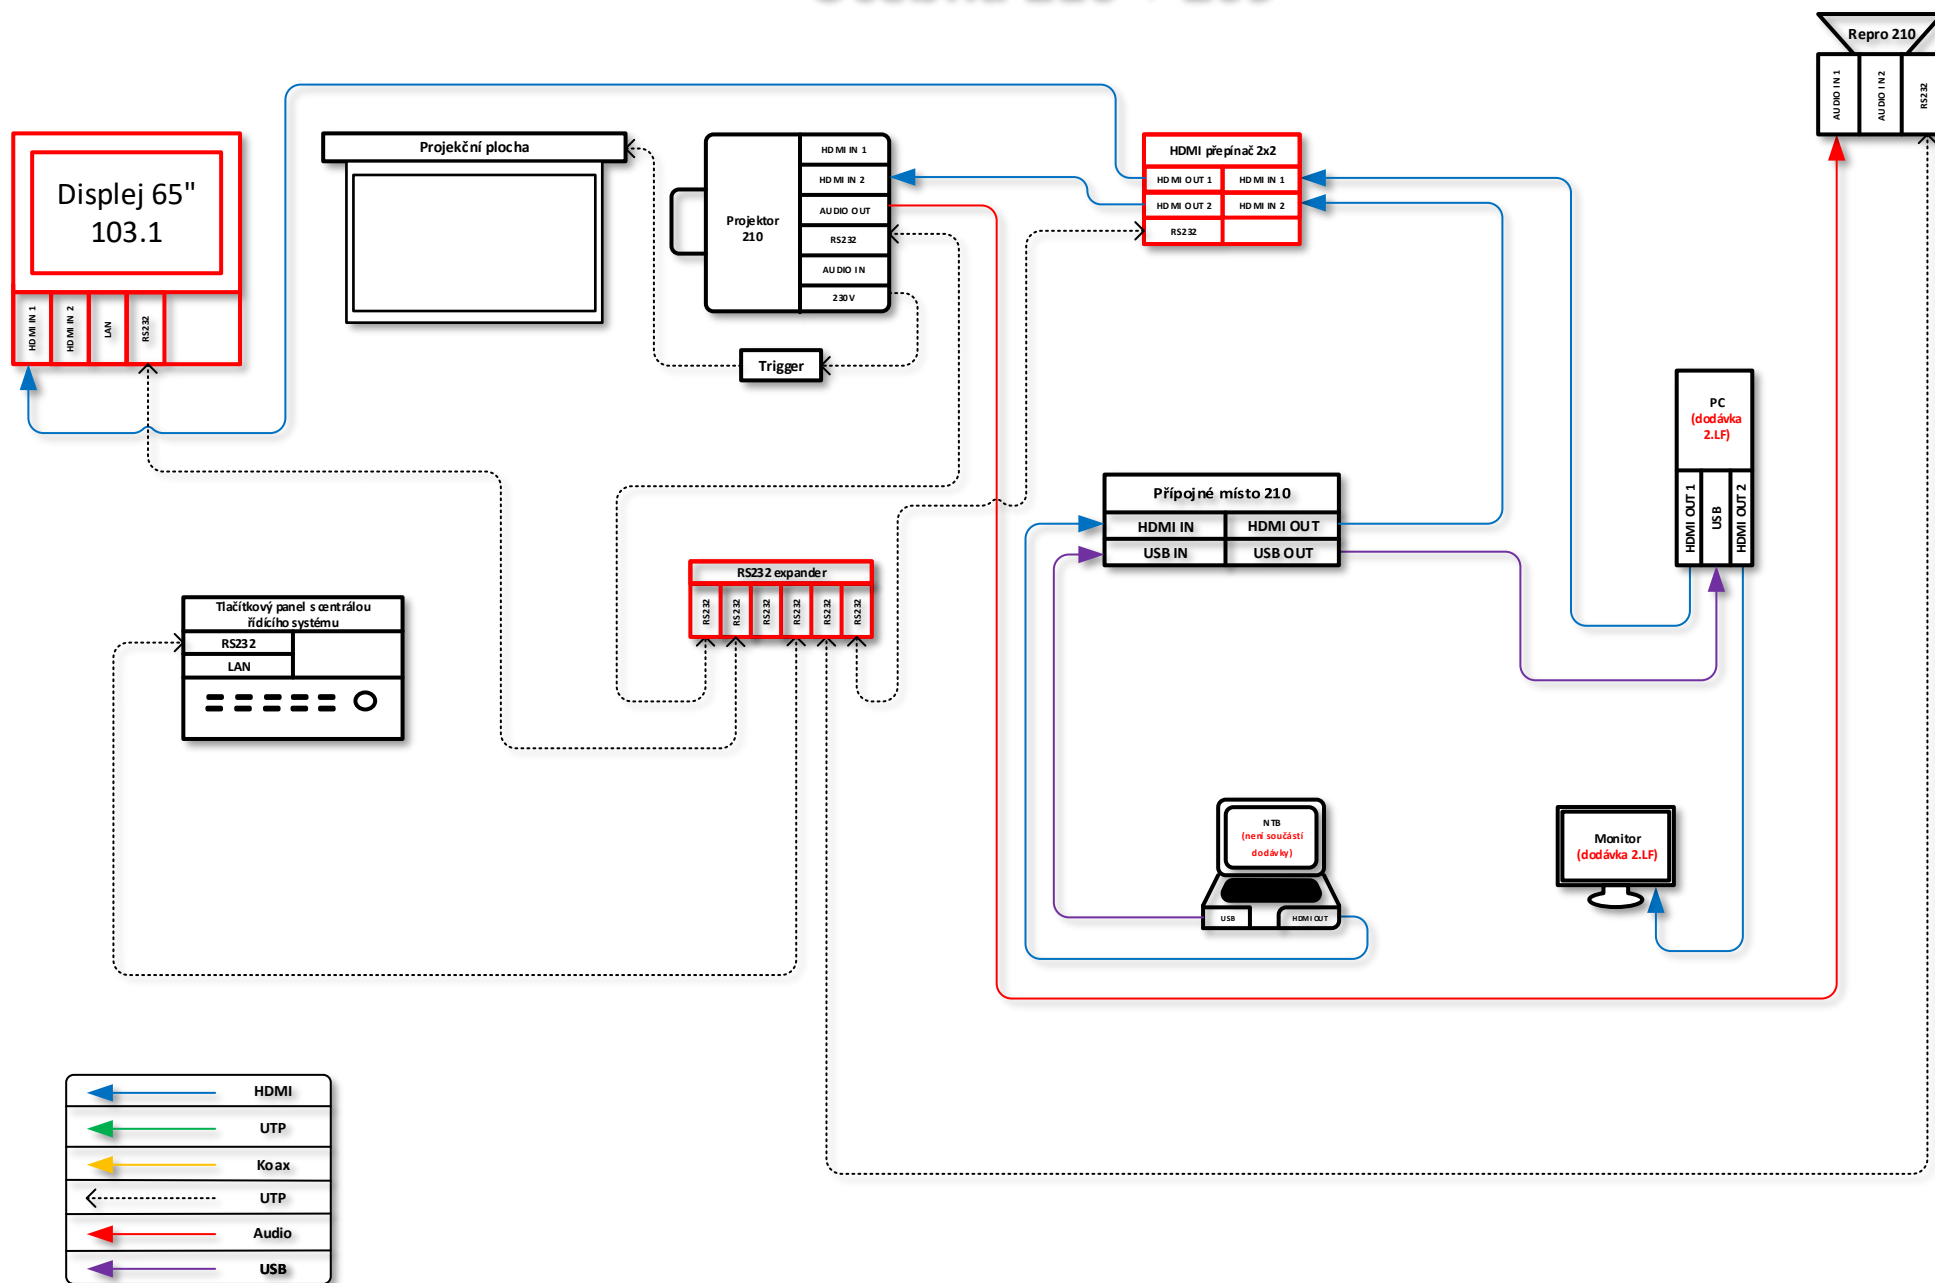 Repro 210
AUDIO IN 1
AUDIO IN 2
RS232
Displej 65"
103.1
HDMI IN 1
HDMI IN 2
LAN
RS232
Projekční plocha
Projektor
210
HDMI IN 1
HDMI IN 2
AUDIO OUT
RS232
AUDIO IN
230V
Trigger
HDMI přepínač 2x2
HDMI OUT 1
HDMI IN 1
HDMI OUT 2
HDMI IN 2
RS232
PC
(dodávka
2.LF)
HDMI OUT 1
USB
HDMI OUT 2
Přípojné místo 210
HDMI IN
HDMI OUT
USB IN
USB OUT
RS232 expander
RS232
RS232
RS232
RS232
RS232
RS232
Tlačítkový panel s centrálou
řídícího systému
RS232
LAN
NTB
(není součástí
dodávky)
USB
HDMI OUT
Monitor
(dodávka 2.LF)
HDMI
UTP
Koax
UTP
Audio
USB